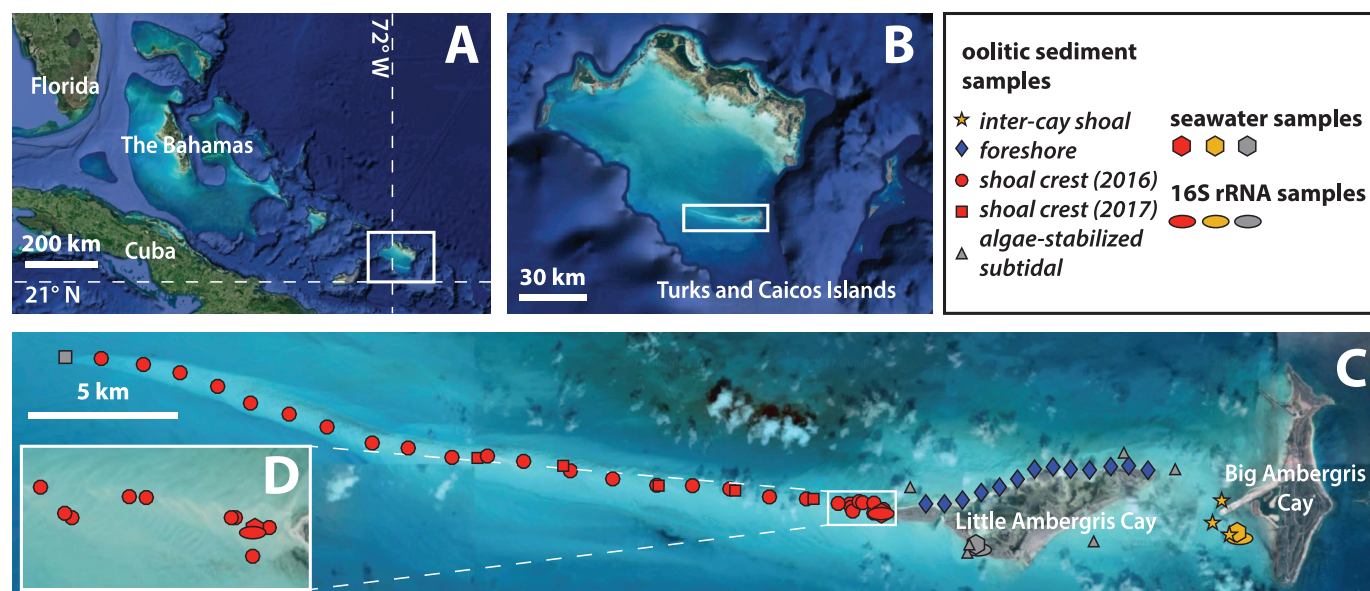 A
72° W
Florida
The Bahamas
200 km
Cuba
21° N
B
30 km
Turks and Caicos Islands
oolitic sediment
samples
inter-cay shoal
foreshore
shoal crest (2016)
shoal crest (2017)
algae-stabilized
subtidal
seawater samples
16S rRNA samples
C
5 km
D
Little Ambergris Cay
Big Ambergris
Cay